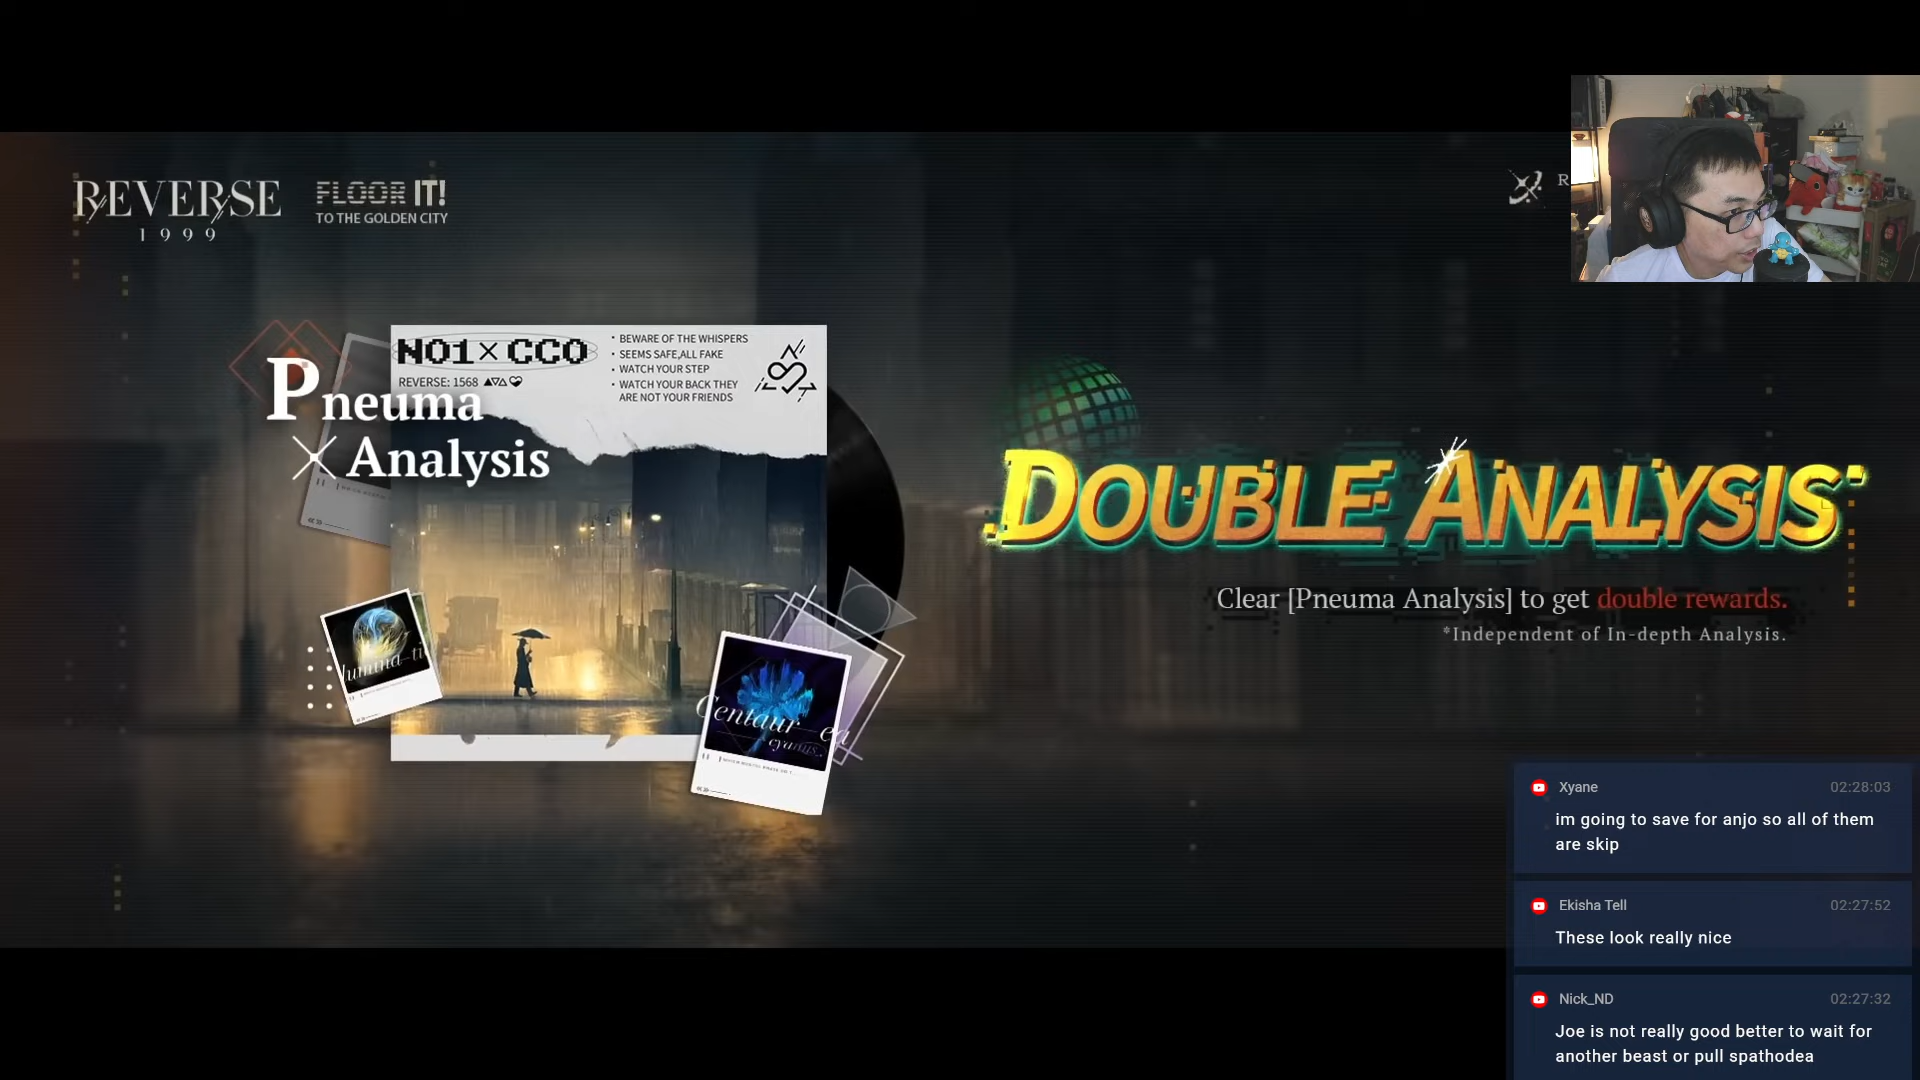 REVERSE
1999
FLOOR IT!
TO THE GOLDEN CITY
R
NO1×CCO
REVERSE: 1568
• BEWARE OF THE WHISPERS
• SEEMS SAFE,ALL FAKE
• WATCH YOUR STEP
• WATCH YOUR BACK THEY
ARE NOT YOUR FRIENDS
Pneuma
Analysis
DOUBLE ANALYSIS
Clear [Pneuma Analysis] to get double rewards.
*Independent of In-depth Analysis.
Centaur ea
cyanus
Xyane 02:28:03
im going to save for anjo so all of them
are skip
Ekisha Tell 02:27:52
These look really nice
Nick_ND 02:27:32
Joe is not really good better to wait for
another beast or pull spathodea